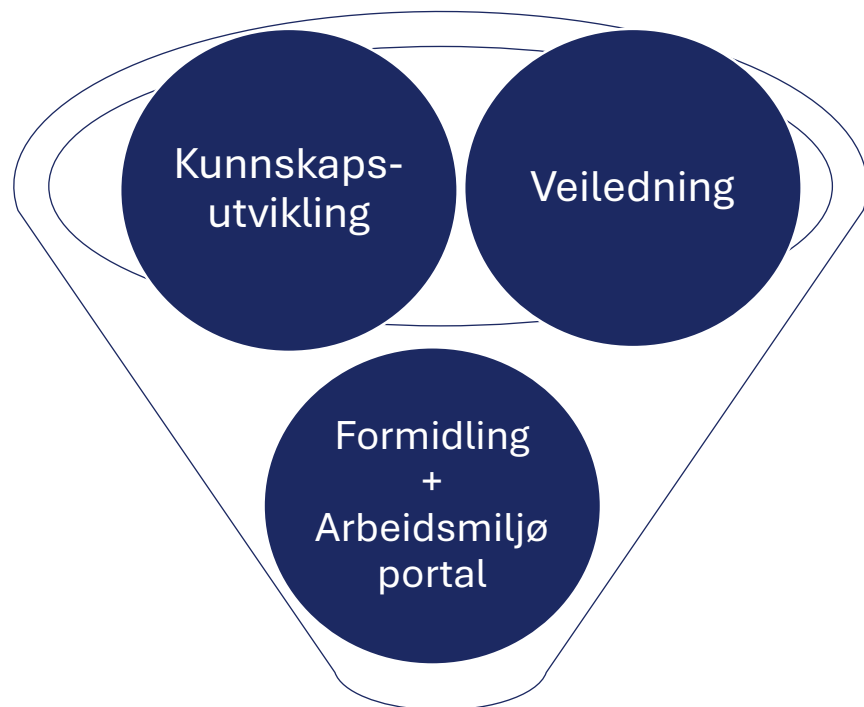 Kunnskaps-
utvikling
Veiledning
Formidling
+
Arbeidsmiljø
portal